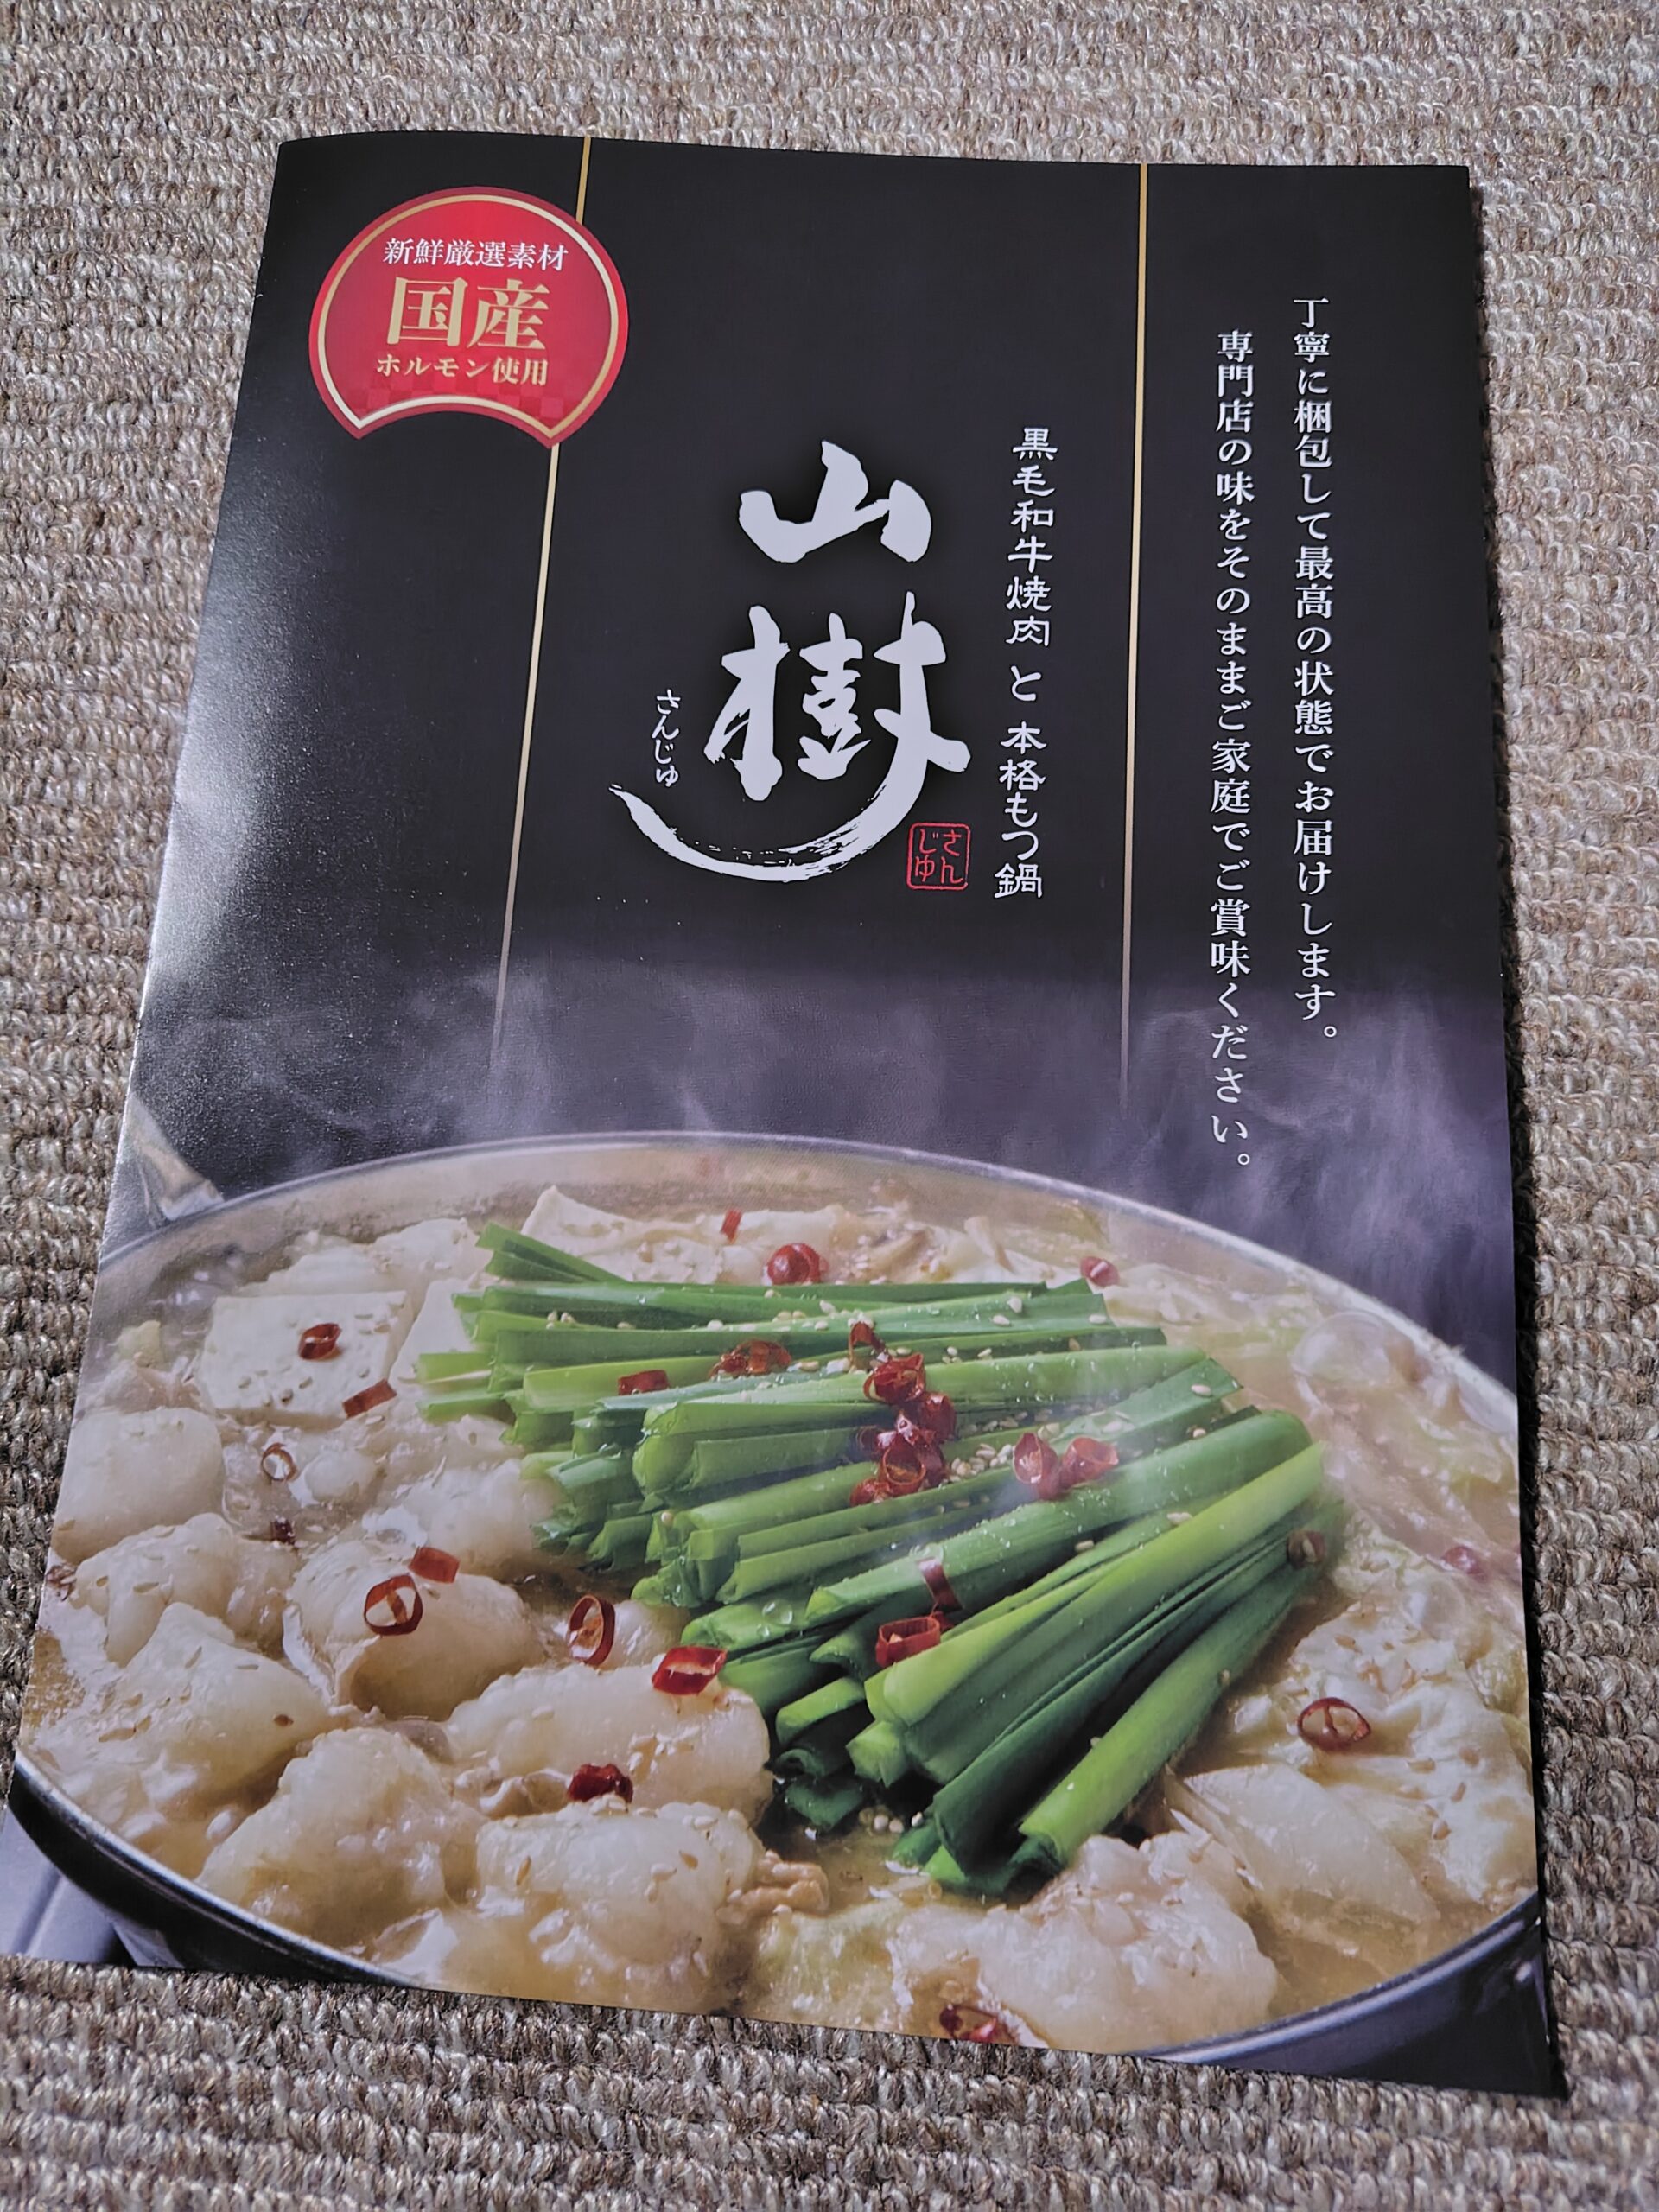 丁寧に梱包して最高の状態でお届けします。
専門店の味をそのままご家庭でご賞味ください。
黒毛和牛焼肉と本格もつ鍋
山樹
さんじゅ
さんじゅ
新鮮厳選素材
国産
ホルモン使用